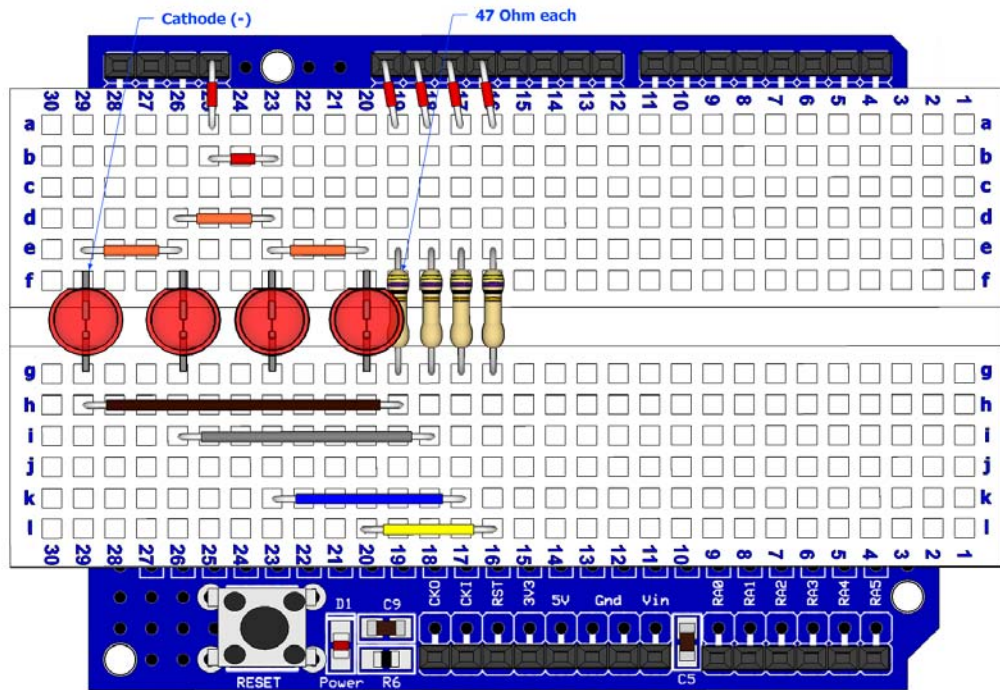 Cathode (-) 47 Ohm each
30 29 28 27 26 25 24 23 22 21 20 19 18 17 16 15 14 13 12 11 10 9 8 7 6 5 4 3 2 1
a a
b b
c c
d d
e e
f f
g g
h h
i i
j j
k k
l l
30 29 28 27 26 25 24 23 22 21 20 19 18 17 16 15 14 13 12 11 10 9 8 7 6 5 4 3 2 1
CKO CKI RST 3V3 5V Gnd Vin RA0 RA1 RA2 RA3 RA4 RA5
D1 C9
RESET Power R6 C5